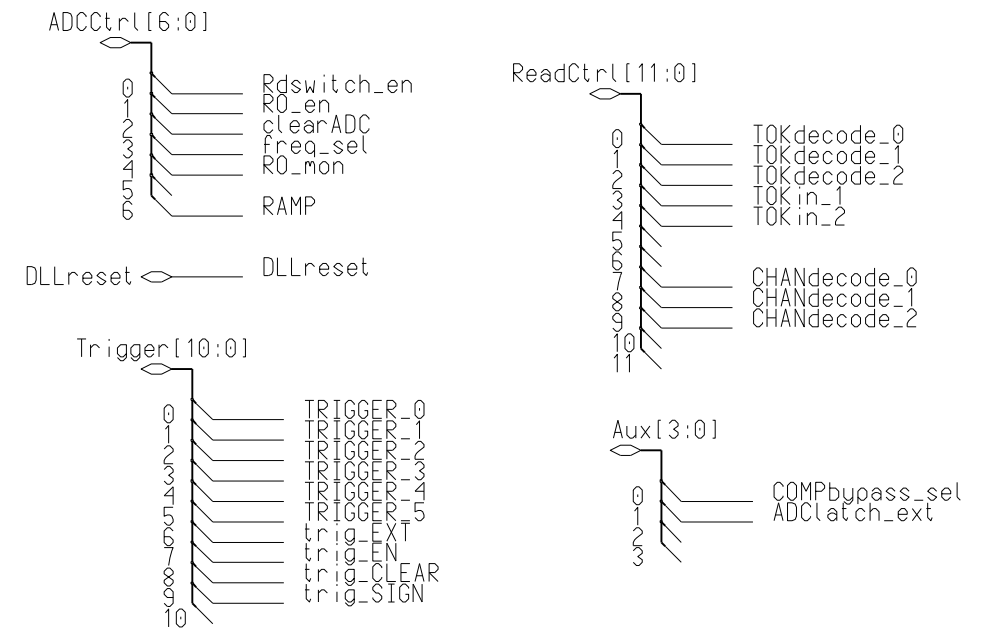 ADCCtrl[6:0]
0 Rdswitch_en
1 RO_en
2 clearADC
3 freq_sel
4 RO_mon
5
6 RAMP
DLLreset DLLreset
Trigger[10:0]
0 TRIGGER_0
1 TRIGGER_1
2 TRIGGER_2
3 TRIGGER_3
4 TRIGGER_4
5 TRIGGER_5
6 trig_EXT
7 trig_EN
8 trig_CLEAR
9 trig_SIGN
10
ReadCtrl[11:0]
0 TOKdecode_0
1 TOKdecode_1
2 TOKdecode_2
3 TOKin_1
4 TOKin_2
5
6
7 CHANdecode_0
8 CHANdecode_1
9 CHANdecode_2
10
11
Aux[3:0]
0 COMPbypass_sel
1 ADClatch_ext
2
3